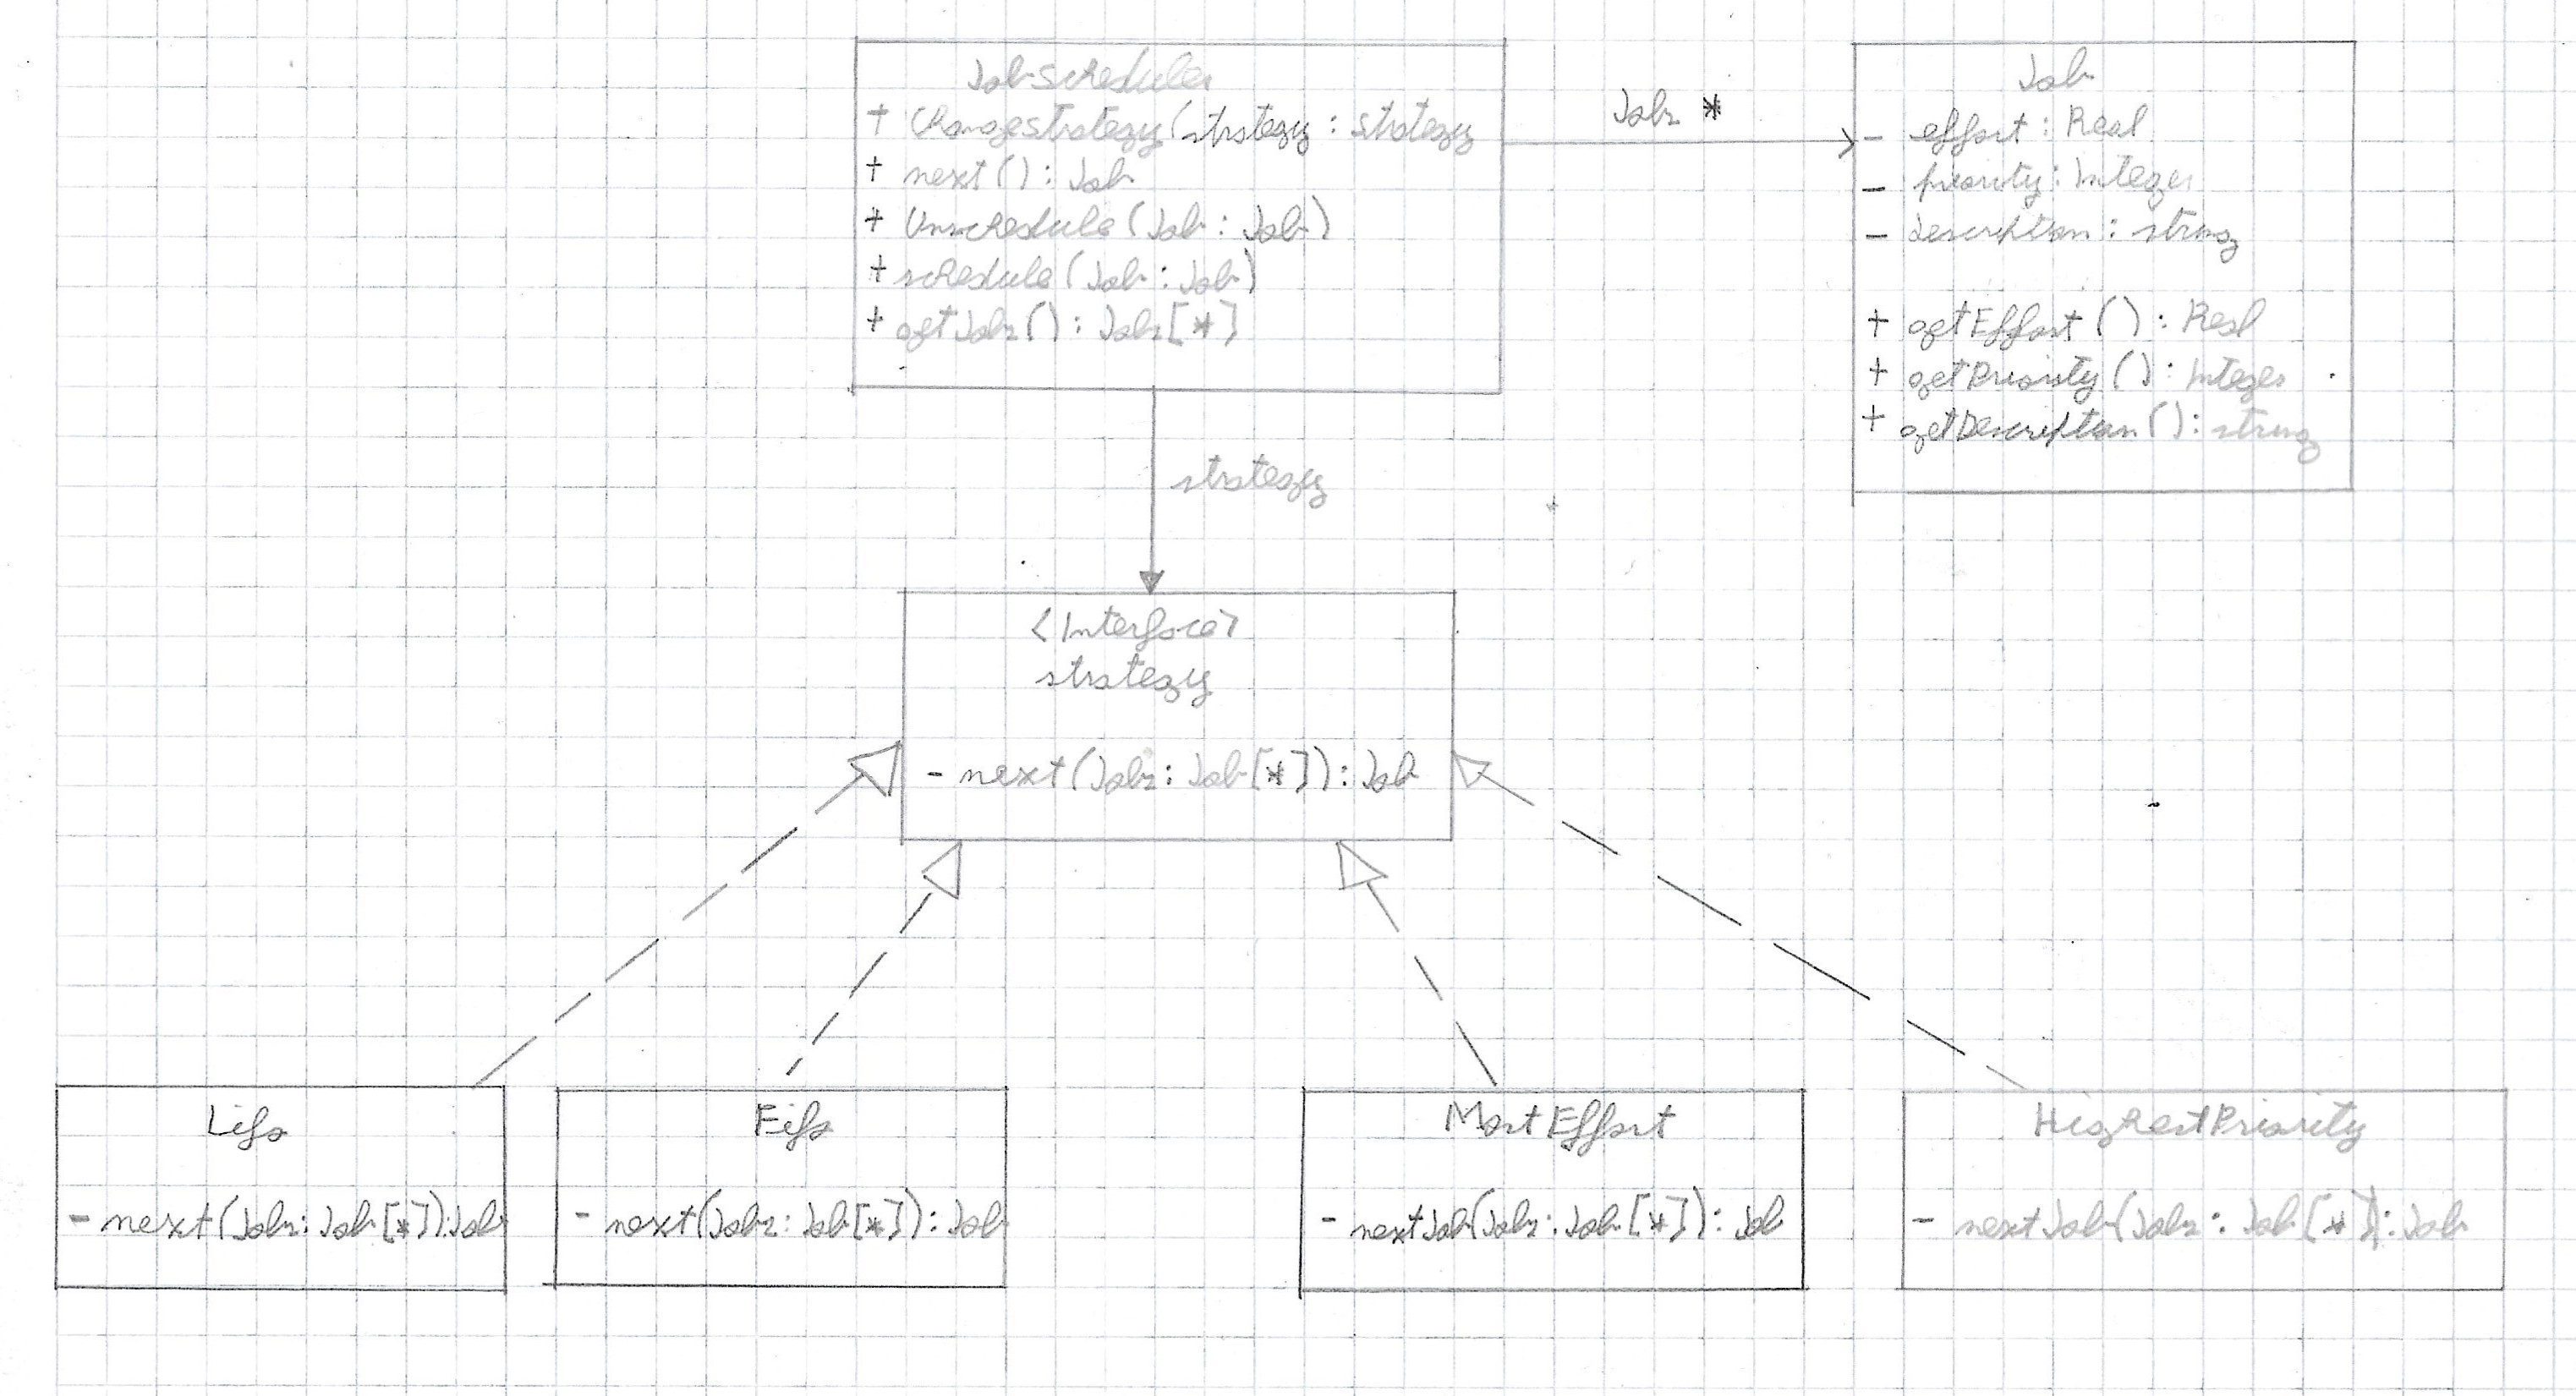 JobScheduler
+ Changestrategy(strategy : strategy
+ next() : Job
+ Unschedule(Job : Job)
+ schedule(Job : Job)
+ getJobs() : Jobs[*]
Jobs *
Job
- effort : Real
- priority : Integer
- description : string
+ getEffort() : Real
+ getPriority() : Integer
+ getDescription() : string
strategy
<Interface>
strategy
- next(Jobs : Job[*]) : Job
Lifo
- next(Jobs : Job[*]):Job
Fifo
- next(Jobs : Job[*]) : Job
MostEffort
- nextJob(Jobs : Job[*]) : Job
HighestPriority
- nextJob(Jobs : Job[*]) : Job